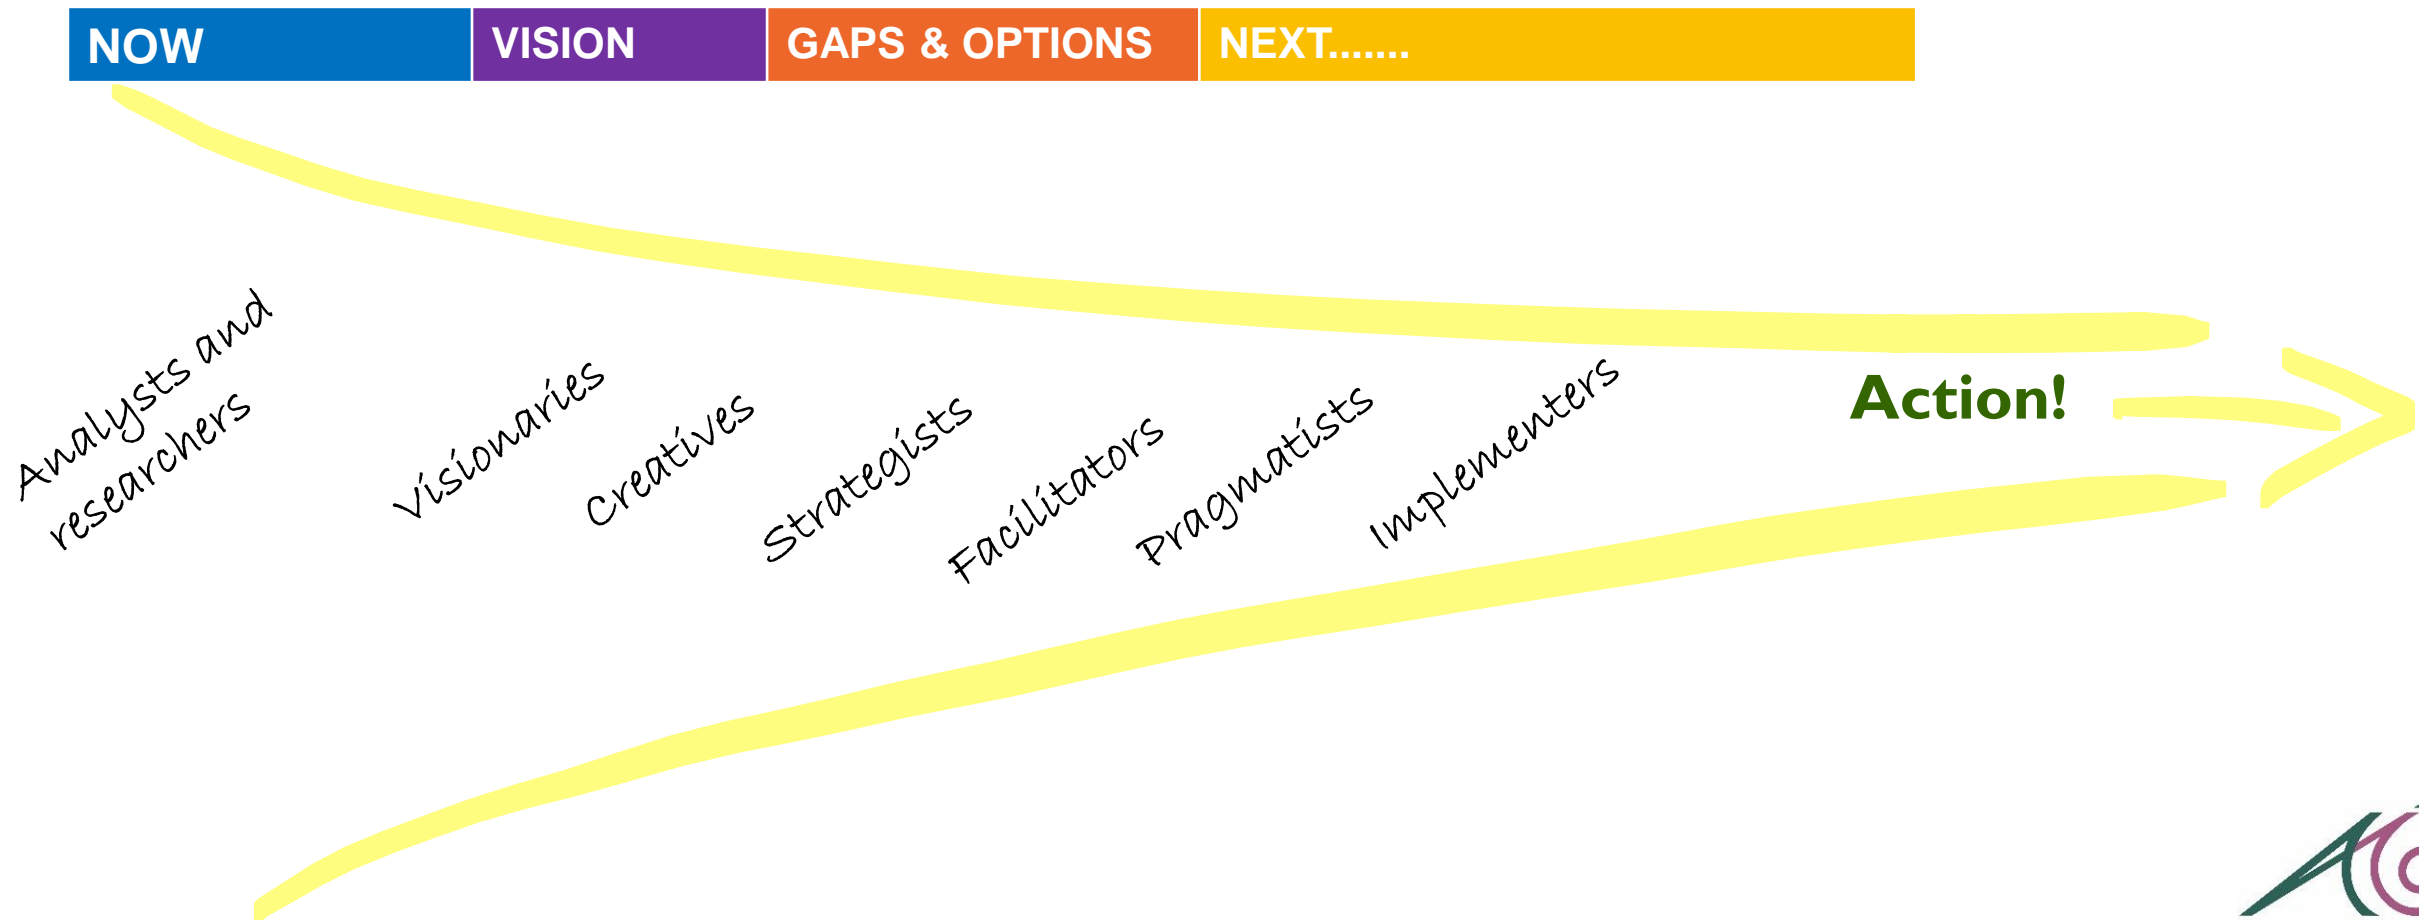 NOW
VISION
GAPS & OPTIONS
NEXT.......
Analysts and
researchers
Visionaries
Creatives
Strategists
Facilitators
Pragmatists
Implementers
Action!